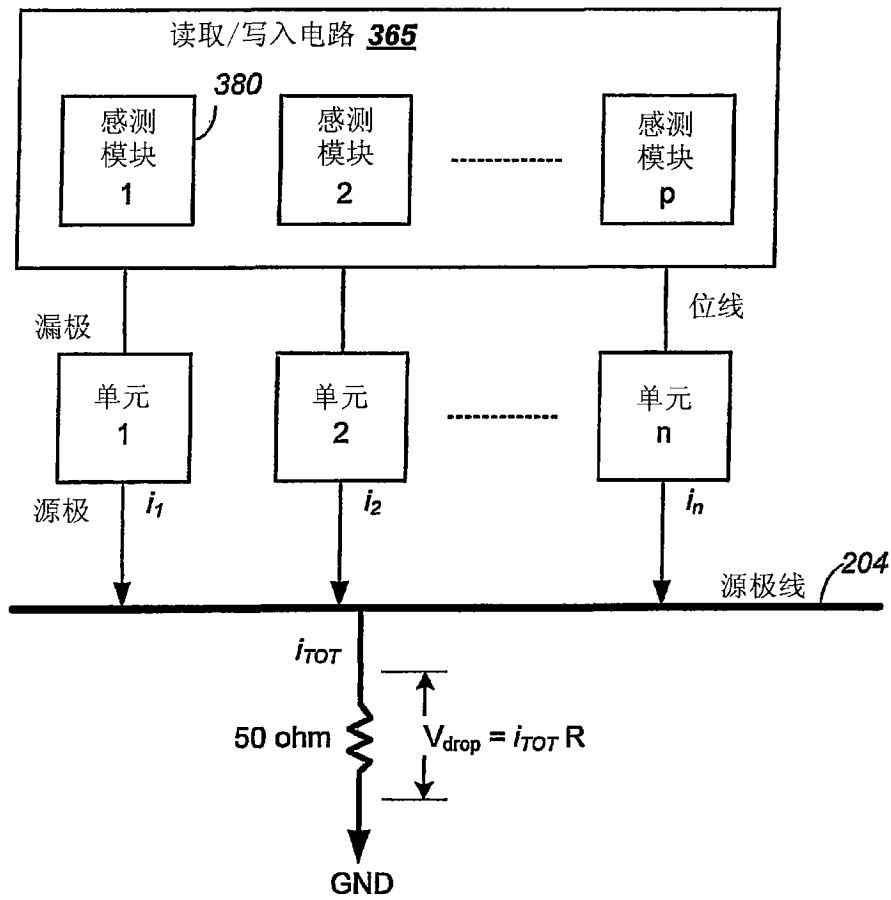 读取/写入电路 365
380
感测
模块
1
感测
模块
2
感测
模块
p
漏极
位线
单元
1
单元
2
单元
n
源极
i1
i2
in
源极线
204
iTOT
50 ohm
Vdrop = iTOT R
GND